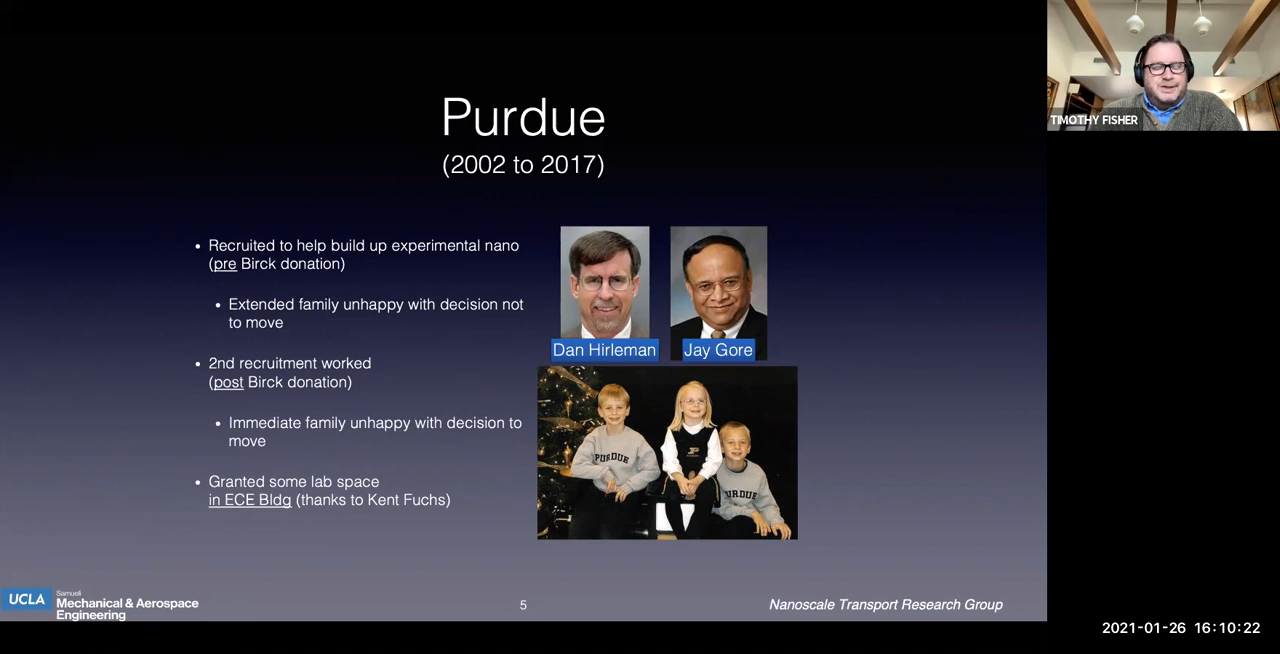 Purdue
(2002 to 2017)
• Recruited to help build up experimental nano
(pre Birck donation)
• Extended family unhappy with decision not
to move
• 2nd recruitment worked
(post Birck donation)
• Immediate family unhappy with decision to
move
• Granted some lab space
in ECE Bldg (thanks to Kent Fuchs)
Dan Hirleman
Jay Gore
PURDUE
P
URDUE
UCLA
Samueli
Mechanical & Aerospace
Engineering
5
Nanoscale Transport Research Group
TIMOTHY FISHER
2021-01-26 16:10:22